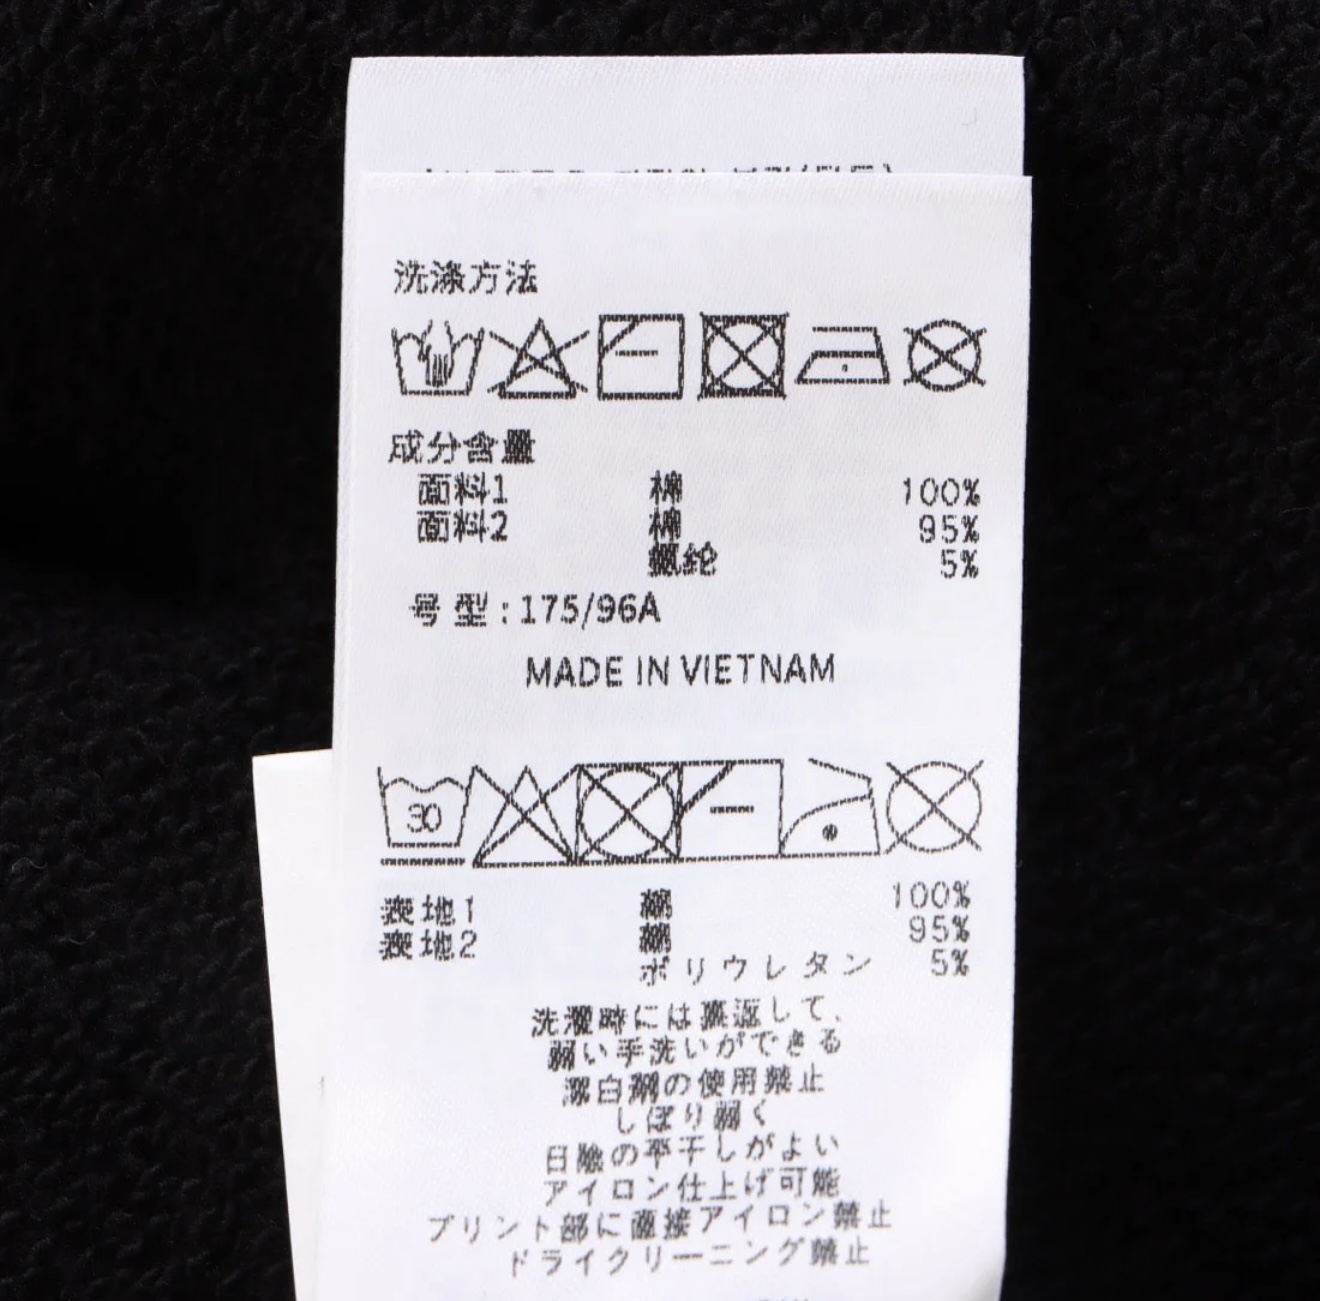 洗涤方法
成分含量
面料1 棉 100%
面料2 棉 95%
氨纶 5%
号型:175/96A
MADE IN VIETNAM
30
表地1 綿 100%
表地2 綿 95%
ポリウレタン 5%
洗濯時には裏返して、
弱い手洗いができる
漂白剤の使用禁止
しぼり弱く
日陰の平干しがよい
アイロン仕上げ可能
プリント部に直接アイロン禁止
ドライクリーニング禁止